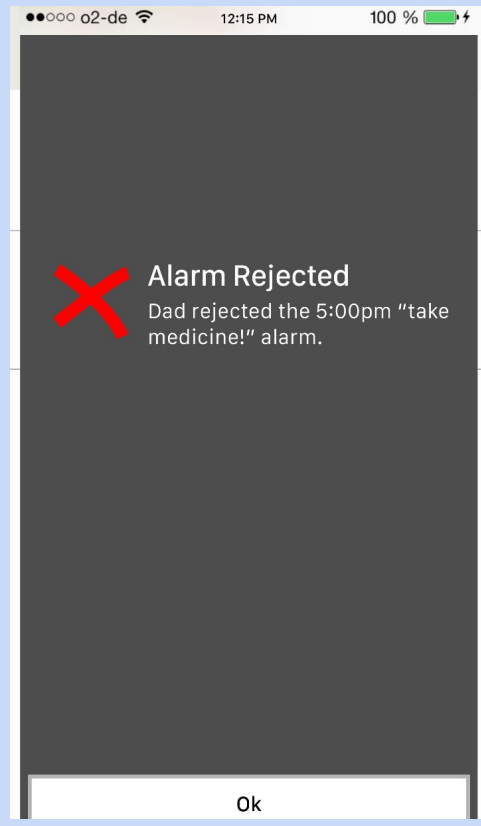 o2-de 12:15 PM 100 %
Alarm Rejected
Dad rejected the 5:00pm “take
medicine!” alarm.
Ok